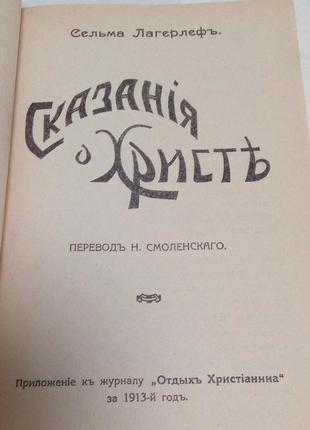 Сельма Лагерлефъ.
Сказанія
о Христѣ
ПЕРЕВОДЪ Н. СМОЛЕНСКАГО.
Приложеніе къ журналу „Отдыхъ Христіанина“
за 1913-й годъ.